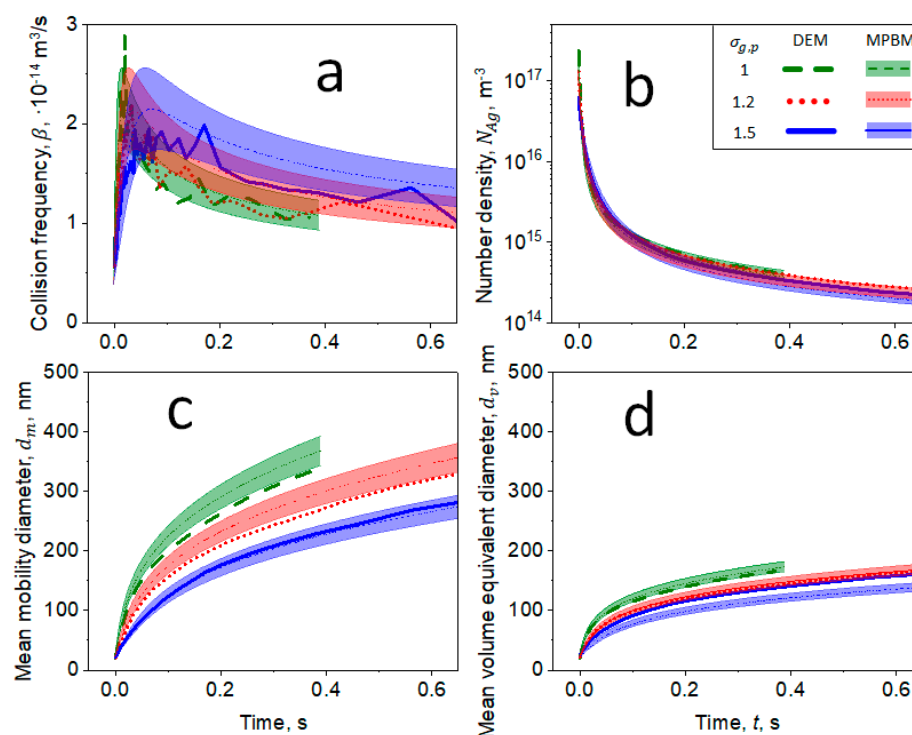 Collision frequency, β, ·10⁻¹⁴ m³/s
3
2
1
0
0.0 0.2 0.4 0.6
a
Number density, N_Ag, m⁻³
10¹⁷
10¹⁶
10¹⁵
10¹⁴
0.0 0.2 0.4 0.6
b
σ_g,p DEM MPBM
1
1.2
1.5
Mean mobility diameter, d_m, nm
500
400
300
200
100
0
0.0 0.2 0.4 0.6
Time, s
c
Mean volume equivalent diameter, d_v, nm
500
400
300
200
100
0
0.0 0.2 0.4 0.6
Time, t, s
d